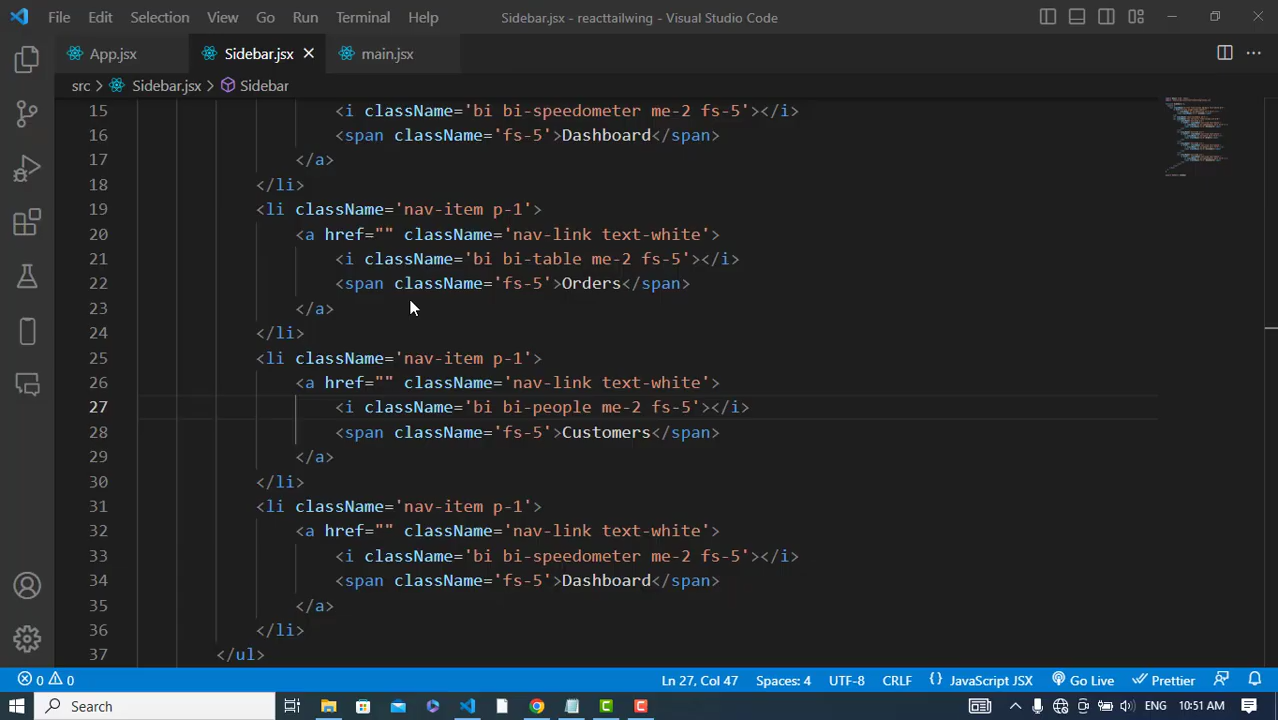 File Edit Selection View Go Run Terminal Help Sidebar.jsx - reacttailwing - Visual Studio Code
App.jsx Sidebar.jsx main.jsx
src > Sidebar.jsx > Sidebar
15 <i className='bi bi-speedometer me-2 fs-5'></i>
16 <span className='fs-5'>Dashboard</span>
17 </a>
18 </li>
19 <li className='nav-item p-1'>
20 <a href="" className='nav-link text-white'>
21 <i className='bi bi-table me-2 fs-5'></i>
22 <span className='fs-5'>Orders</span>
23 </a>
24 </li>
25 <li className='nav-item p-1'>
26 <a href="" className='nav-link text-white'>
27 <i className='bi bi-people me-2 fs-5'></i>
28 <span className='fs-5'>Customers</span>
29 </a>
30 </li>
31 <li className='nav-item p-1'>
32 <a href="" className='nav-link text-white'>
33 <i className='bi bi-speedometer me-2 fs-5'></i>
34 <span className='fs-5'>Dashboard</span>
35 </a>
36 </li>
37 </ul>
0 0 Ln 27, Col 47 Spaces: 4 UTF-8 CRLF {} JavaScript JSX Go Live Prettier
Search 10:51 AM